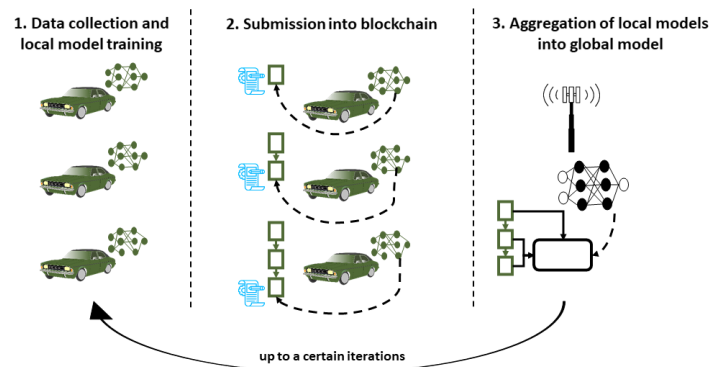 1. Data collection and
local model training
2. Submission into blockchain
3. Aggregation of local models
into global model
up to a certain iterations